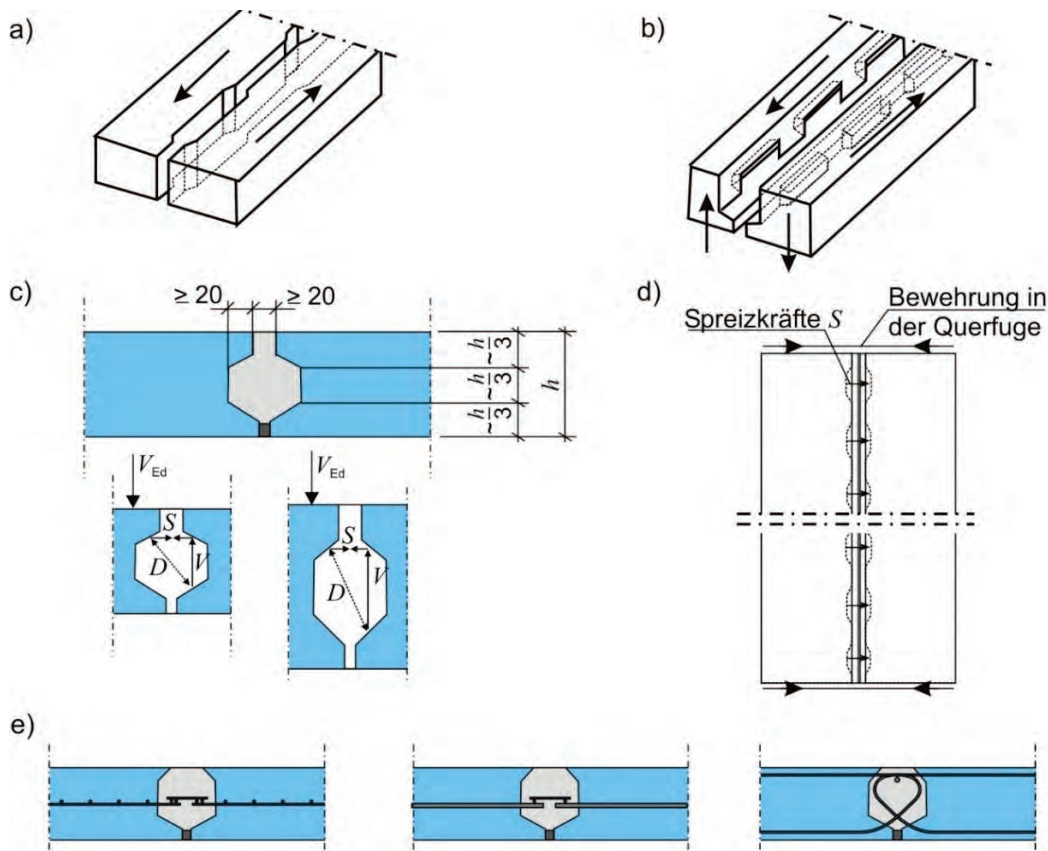 a)
b)
c)
≥ 20 ≥ 20
~h/3
~h/3
~h/3
h
d)
Bewehrung in
der Querfuge
Spreizkräfte S
V_Ed
S
D
V
V_Ed
S
D
V
e)